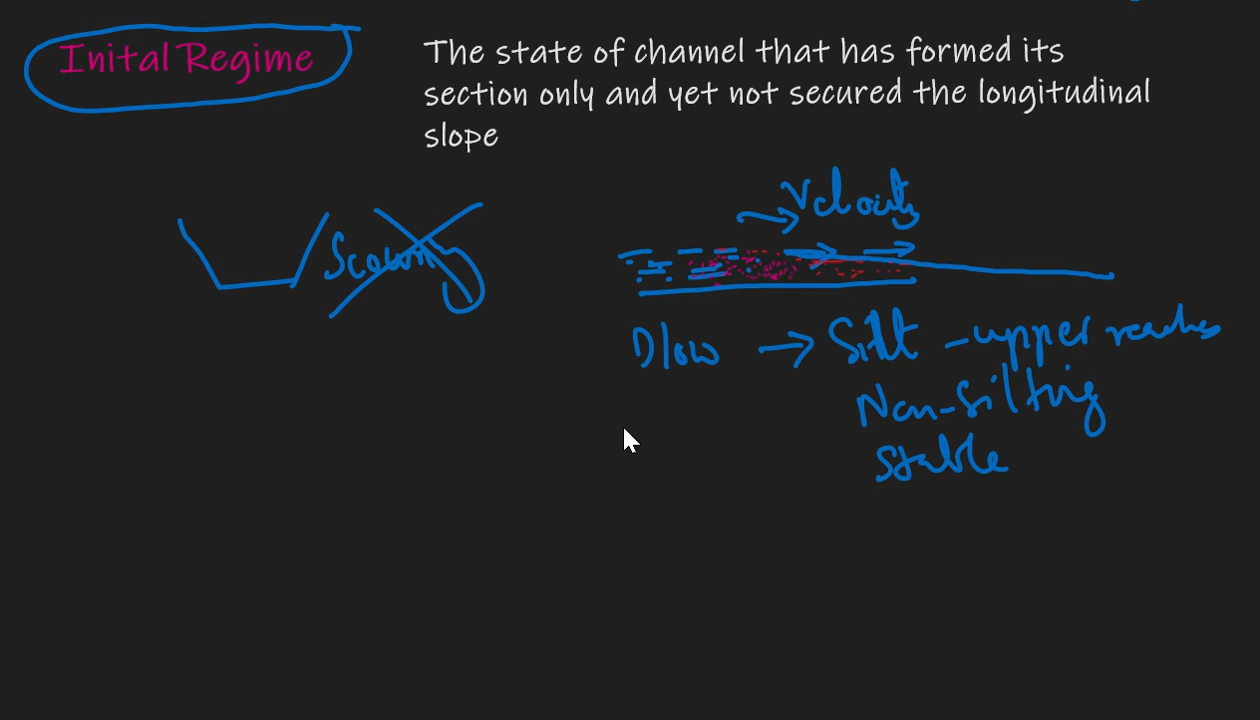 Inital Regime
The state of channel that has formed its
section only and yet not secured the longitudinal
slope
Velocity
Scouring
Dlow → Silt - upper reaches
Non-Silting
Stable